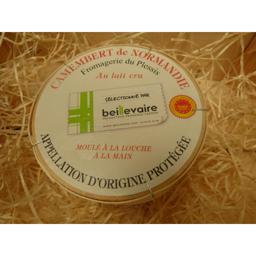 CAMEMBERT de NORMANDIE
Fromagerie du Plessis
Au lait cru
SÉLECTIONNÉ PAR
beillevaire
MOULÉ À LA LOUCHE
À LA MAIN
APPELLATION D'ORIGINE PROTÉGÉE